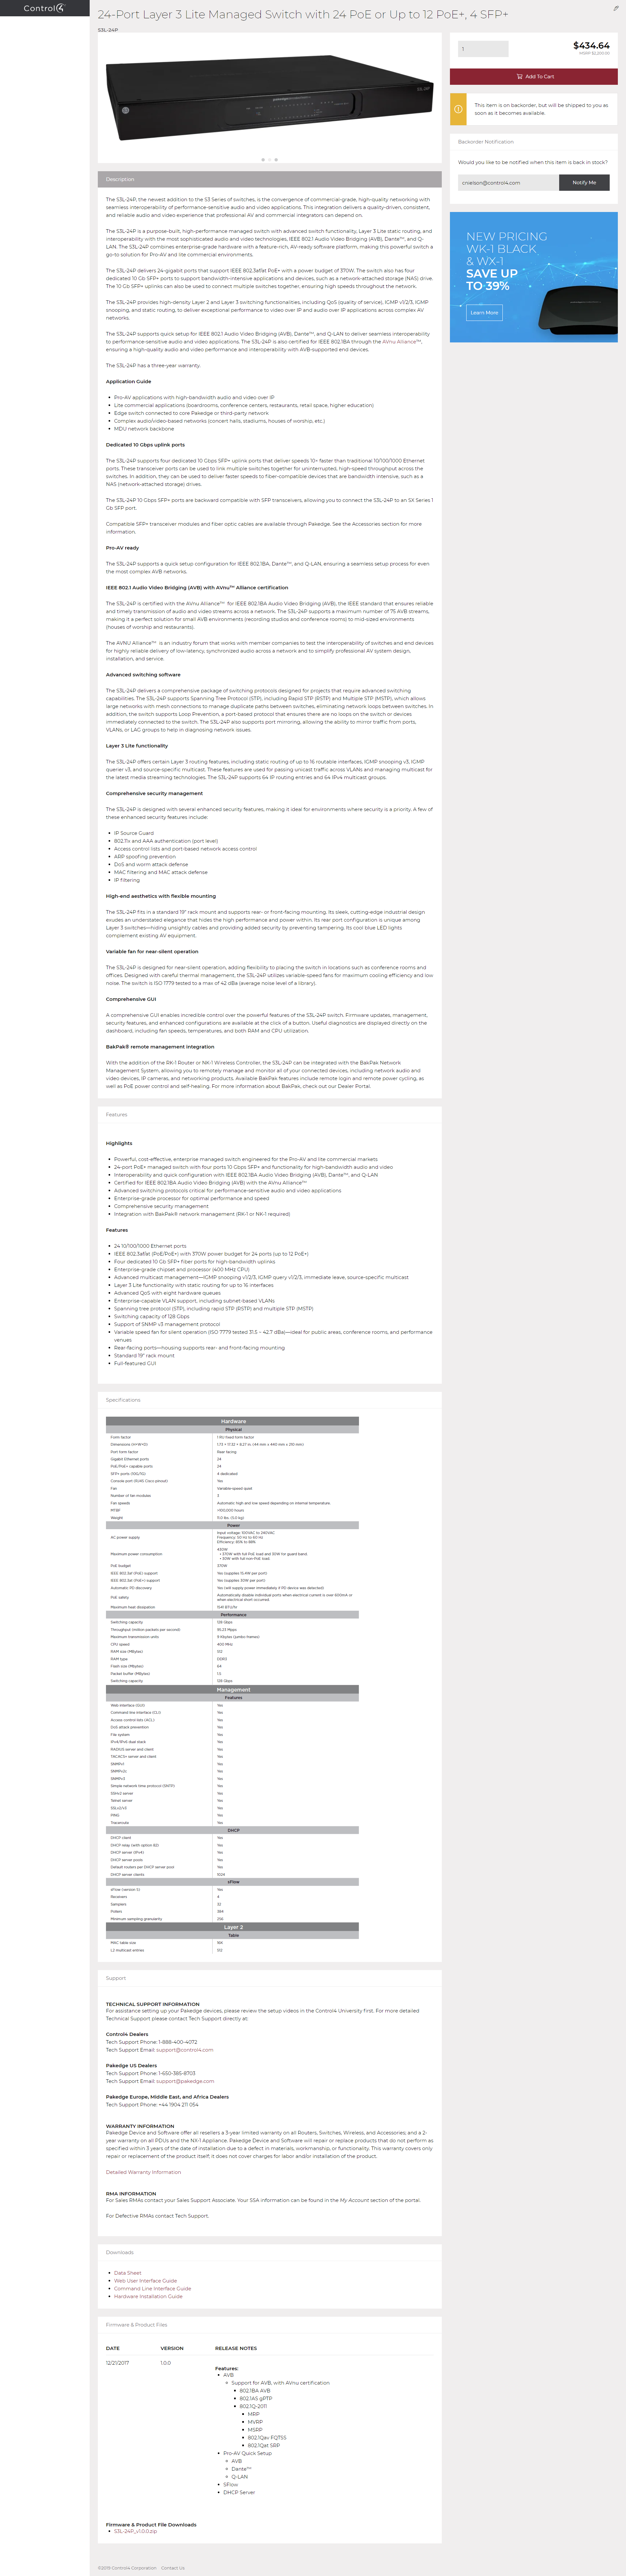 Control4
24-Port Layer 3 Lite Managed Switch with 24 PoE or Up to 12 PoE+, 4 SFP+
S3L-24P
1
$434.64
Add To Cart
This item is on backorder, but will be shipped to you as
soon as it becomes available.
Backorder Notification
Would you like to be notified when this item is back in stock?
cnielson@control4.com
Notify Me
NEW PRICING
WK-1 BLACK
& WX-1
SAVE UP
TO 39%
Learn More
Description
The S3L-24P, the newest addition to the S3 Series of switches, is the convergence of commercial-grade, high-quality networking with
seamless interoperability of performance-sensitive audio and video applications. This integration delivers a quality-driven, consistent,
and reliable audio and video experience that professional AV and commercial integrators can depend on.
The S3L-24P is a purpose-built, high-performance managed switch with advanced switch functionality, Layer 3 Lite static routing, and
interoperability with the most sophisticated audio and video technologies, IEEE 802.1 Audio Video Bridging (AVB), Dante™, and Q-
LAN. The S3L-24P combines enterprise-grade hardware with a feature-rich, AV-ready software platform, making this powerful switch a
go-to solution for Pro-AV and lite commercial environments.
The S3L-24P delivers 24-gigabit ports that support IEEE 802.3af/at PoE+ with a power budget of 370W. The switch also has four
dedicated 10 Gb SFP+ ports to support bandwidth-intensive applications and devices, such as a network-attached storage (NAS) drive.
The 10 Gb SFP+ uplinks can also be used to connect multiple switches together, ensuring high speeds throughout the network.
The S3L-24P provides high-density Layer 2 and Layer 3 switching functionalities, including QoS (quality of service), IGMP v1/2/3, IGMP
snooping, and static routing, to deliver exceptional performance to video over IP and audio over IP applications across complex AV
networks.
The S3L-24P supports quick setup for IEEE 802.1 Audio Video Bridging (AVB), Dante™, and Q-LAN to deliver seamless interoperability
to performance-sensitive audio and video applications. The S3L-24P is also certified for IEEE 802.1BA through the AVnu Alliance™,
ensuring a high-quality audio and video performance and interoperability with AVB-supported end devices.
The S3L-24P has a three-year warranty.
Application Guide
Pro-AV applications with high-bandwidth audio and video over IP
Lite commercial applications (boardrooms, conference centers, restaurants, retail space, higher education)
Edge switch connected to core Pakedge or third-party network
Complex audio/video-based networks (concert halls, stadiums, houses of worship, etc.)
MDU network backbone
Dedicated 10 Gbps uplink ports
The S3L-24P supports four dedicated 10 Gbps SFP+ uplink ports that deliver speeds 10× faster than traditional 10/100/1000 Ethernet
ports. These transceiver ports can be used to link multiple switches together for uninterrupted, high-speed throughput across the
switches. In addition, they can be used to deliver faster speeds to fiber-compatible devices that are bandwidth intensive, such as a
NAS (network-attached storage) drives.
The S3L-24P 10 Gbps SFP+ ports are backward compatible with SFP transceivers, allowing you to connect the S3L-24P to an SX Series 1
Gb SFP port.
Compatible SFP+ transceiver modules and fiber optic cables are available through Pakedge. See the Accessories section for more
information.
Pro-AV ready
The S3L-24P supports a quick setup configuration for IEEE 802.1BA, Dante™, and Q-LAN, ensuring a seamless setup process for even
the most complex AVB networks.
IEEE 802.1 Audio Video Bridging (AVB) with AVnu™ Alliance certification
The S3L-24P is certified with the AVnu Alliance™ for IEEE 802.1BA Audio Video Bridging (AVB), the IEEE standard that ensures reliable
and timely transmission of audio and video streams across a network. The S3L-24P supports a maximum number of 75 AVB streams,
making it a perfect solution for small AVB environments (recording studios and conference rooms) to mid-sized environments
(houses of worship and restaurants).
The AVNU Alliance™ is an industry forum that works with member companies to test the interoperability of switches and end devices
for highly reliable delivery of low-latency, synchronized audio across a network and to simplify professional AV system design,
installation, and service.
Advanced switching software
The S3L-24P delivers a comprehensive package of switching protocols designed for projects that require advanced switching
capabilities. The S3L-24P supports Spanning Tree Protocol (STP), including Rapid STP (RSTP) and Multiple STP (MSTP), which allows
large networks with mesh connections to manage duplicate paths between switches, eliminating network loops between switches. In
addition, the switch supports Loop Prevention, a port-based protocol that ensures there are no loops on the switch or devices
immediately connected to the switch. The S3L-24P also supports port mirroring, allowing the ability to mirror traffic from ports,
VLANs, or LAG groups to help in diagnosing network issues.
Layer 3 Lite functionality
The S3L-24P offers certain Layer 3 routing features, including static routing of up to 16 routable interfaces, IGMP snooping v3, IGMP
querier v3, and source-specific multicast. These features are used for passing unicast traffic across VLANs and managing multicast for
the latest media streaming technologies. The S3L-24P supports 64 IP routing entries and 64 IPv4 multicast groups.
Comprehensive security management
The S3L-24P is designed with several enhanced security features, making it ideal for environments where security is a priority. A few of
these enhanced security features include:
IP Source Guard
802.11x and AAA authentication (port level)
Access control lists and port-based network access control
ARP spoofing prevention
DoS and worm attack defense
MAC filtering and MAC attack defense
IP filtering
High-end aesthetics with flexible mounting
The S3L-24P fits in a standard 19" rack mount and supports rear- or front-facing mounting. Its sleek, cutting-edge industrial design
exudes an understated elegance that hides the high performance and power within. Its rear port configuration is unique among
Layer 3 switches—hiding unsightly cables and providing added security by preventing tampering. Its cool blue LED lights
complement existing AV equipment.
Variable fan for near-silent operation
The S3L-24P is designed for near-silent operation, adding flexibility to placing the switch in locations such as conference rooms and
offices. Designed with careful thermal management, the S3L-24P utilizes variable-speed fans for maximum cooling efficiency and low
noise. The switch is ISO 7779 tested to a max of 42 dBa (average noise level of a library).
Comprehensive GUI
A comprehensive GUI enables incredible control over the powerful features of the S3L-24P switch. Firmware updates, management,
security features, and enhanced configurations are available at the click of a button. Useful diagnostics are displayed directly on the
dashboard, including fan speeds, temperatures, and both RAM and CPU utilization.
BakPak® remote management integration
With the addition of the RK-1 Router or NK-1 Wireless Controller, the S3L-24P can be integrated with the BakPak Network
Management System, allowing you to remotely manage and monitor all of your connected devices, including network audio and
video devices, IP cameras, and networking products. Available BakPak features include remote login and remote power cycling, as
well as PoE power control and self-healing. For more information about BakPak, check out our Dealer Portal.
Features
Highlights
Powerful, cost-effective, enterprise managed switch engineered for the Pro-AV and lite commercial markets
24-port PoE+ managed switch with four ports 10 Gbps SFP+ and functionality for high-bandwidth audio and video
Interoperability and quick configuration with IEEE 802.1BA Audio Video Bridging (AVB), Dante™, and Q-LAN
Certified for IEEE 802.1BA Audio Video Bridging (AVB) with the AVnu Alliance™
Advanced switching protocols critical for performance-sensitive audio and video applications
Enterprise-grade processor for optimal performance and speed
Comprehensive security management
Integration with BakPak® network management (RK-1 or NK-1 required)
Features
24 10/100/1000 Ethernet ports
IEEE 802.3af/at (PoE/PoE+) with 370W power budget for 24 ports (up to 12 PoE+)
Four dedicated 10 Gb SFP+ fiber ports for high-bandwidth uplinks
Enterprise-grade chipset and processor (400 MHz CPU)
Advanced multicast management—IGMP snooping v1/2/3, IGMP query v1/2/3, immediate leave, source-specific multicast
Layer 3 Lite functionality with static routing for up to 16 interfaces
Advanced QoS with eight hardware queues
Enterprise-capable VLAN support, including subnet-based VLANs
Spanning tree protocol (STP), including rapid STP (RSTP) and multiple STP (MSTP)
Switching capacity of 128 Gbps
Support of SNMP v3 management protocol
Variable speed fan for silent operation (ISO 7779 tested 31.5 – 42.7 dBa)—ideal for public areas, conference rooms, and performance
venues
Rear-facing ports—housing supports rear- and front-facing mounting
Standard 19" rack mount
Full-featured GUI
Specifications
Hardware
Physical
Form factor 1 RU fixed form factor
Port form factor Rear facing
Gigabit Ethernet ports 24
PoE/PoE+ capable ports 24
SFP+ ports (10G/1G) 4 dedicated
Console port (RJ45 Cisco pinout) Yes
Fan Variable-speed quiet
Number of fan modules 3
Fan speeds Automatic high and low speed depending on internal temperature.
MTBF >100,000 hours
Weight 11.0 lbs. (5.0 kg)
Power
AC power supply Input voltage: 100VAC to 240VAC
Frequency: 50 Hz to 60 Hz
Efficiency: 85% to 88%
Maximum power consumption 430W
• 370W with full PoE load and 30W for guard band
• 30W with full non-PoE load
PoE budget 370W
IEEE 802.3af (PoE) support Yes (supplies 15.4W per port)
IEEE 802.3at (PoE+) support Yes (supplies 30W per port)
Automatic PD discovery Yes (will supply power immediately if PD device was detected)
PoE safety Automatically disable individual ports when electrical current is over 600mA or
when electrical short occurred.
Maximum heat dissipation 1541 BTU/hr
Performance
Switching capacity 128 Gbps
Throughput (million packets per second) 95.23 Mpps
Maximum transmission units 9 Kbytes (jumbo frames)
CPU speed 400 MHz
RAM size (MBytes) 512
RAM type DDR3
Flash size (MBytes) 64
Packet buffer (MBytes) 1.5
Switching capacity 128 Gbps
Management
Features
Web interface (GUI) Yes
Command line interface (CLI) Yes
Access control lists (ACL) Yes
DoS attack prevention Yes
File system Yes
IPv4/IPv6 dual stack Yes
RADIUS server and client Yes
TACACS+ server and client Yes
SNMPv1 Yes
SNMPv2c Yes
SNMPv3 Yes
Simple network time protocol (SNTP) Yes
SSHv2 server Yes
Telnet server Yes
SSLv2/V3 Yes
PING Yes
Traceroute Yes
DHCP
DHCP client Yes
DHCP relay (with option 82) Yes
DHCP server (IPv4) Yes
DHCP server pools Yes
Default routers per DHCP server pool Yes
DHCP server clients 1024
sFlow
sFlow (version 5) Yes
Receivers 4
Samplers 32
Pollers 384
Minimum sampling granularity 256
Layer 2
Table
MAC table size 16K
L2 multicast entries 512
Support
TECHNICAL SUPPORT INFORMATION
For assistance setting up your Pakedge devices, please review the setup videos in the Control4 University first. For more detailed
Technical Support please contact Tech Support directly at:
Control4 Dealers
Tech Support Phone: 1-888-400-4072
Tech Support Email: support@control4.com
Pakedge US Dealers
Tech Support Phone: 1-650-385-8703
Tech Support Email: support@pakedge.com
Pakedge Europe, Middle East, and Africa Dealers
Tech Support Phone: +44 1904 211 054
WARRANTY INFORMATION
Pakedge Device and Software offer all resellers a 3-year limited warranty on all Routers, Switches, Wireless, and Accessories; and a 2-
year warranty on all PDUs and the NX-1 Appliance. Pakedge Device and Software will repair or replace products that do not perform as
specified within 3 years of the date of installation due to a defect in materials, workmanship, or functionality. This warranty covers only
repair or replacement of the product itself; it does not cover charges for labor and/or installation of the product.
Detailed Warranty Information
RMA INFORMATION
For Sales RMAs contact your Sales Support Associate. Your SSA information can be found in the My Account section of the portal.
For Defective RMAs contact Tech Support.
Downloads
Data Sheet
Web User Interface Guide
Command Line Interface Guide
Hardware Installation Guide
Firmware & Product Files
DATE VERSION RELEASE NOTES
12/21/2017 1.0.0
Features:
AVB
Support for AVB, with AVnu certification
802.1BA AVB
802.1AS gPTP
802.1Q-2011
MRP
MVRP
MSRP
802.1Qav FQTSS
802.1Qat SRP
Pro-AV Quick Setup
AVB
Dante™
Q-LAN
SFlow
DHCP Server
Firmware & Product File Downloads
S3L-24P_v1.0.0.zip
©2019 Control4 Corporation Contact Us